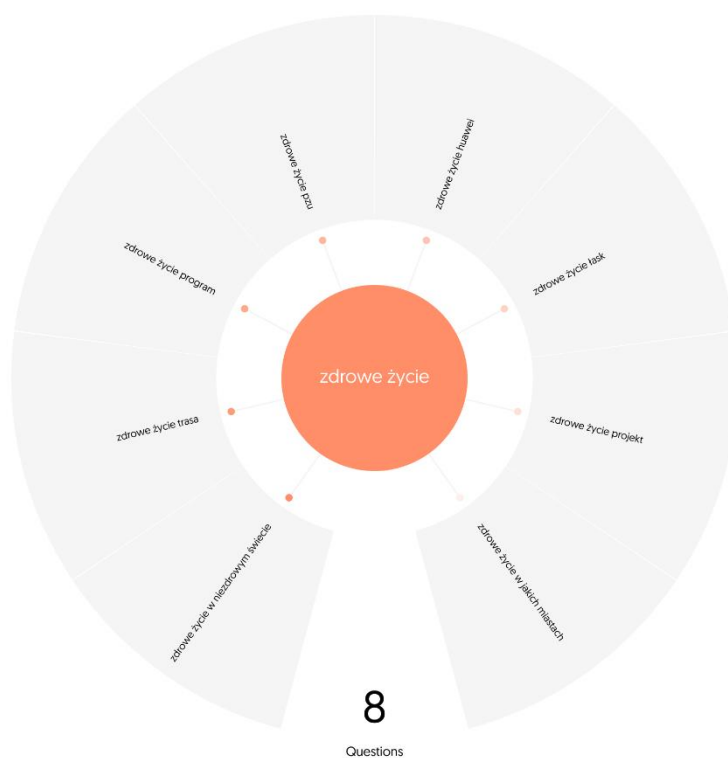 zdrowe życie
zdrowe życie w niezdrowym świecie
zdrowe życie trasa
zdrowe życie program
zdrowe życie pzu
zdrowe życie huawei
zdrowe życie łask
zdrowe życie projekt
zdrowe życie w jakich miastach
8
Questions